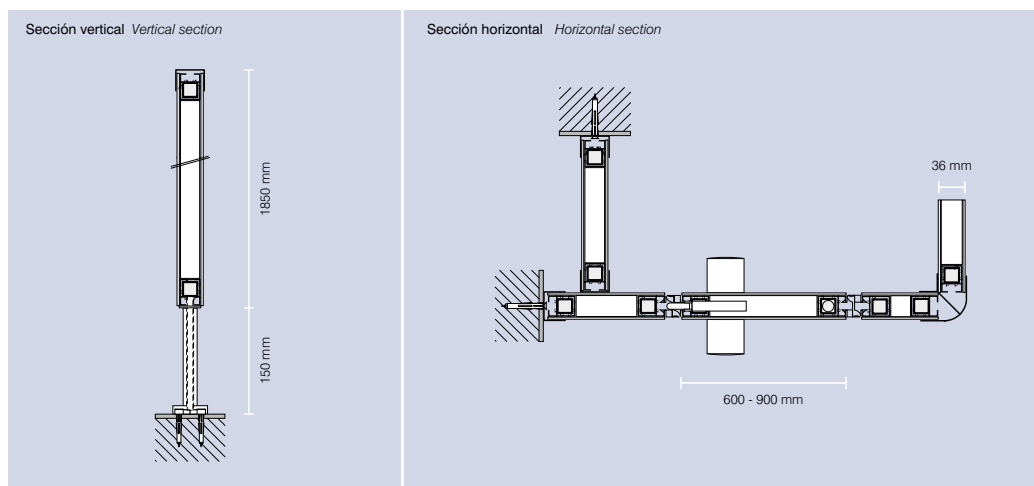 Sección vertical Vertical section
1850 mm
150 mm
Sección horizontal Horizontal section
36 mm
600 - 900 mm